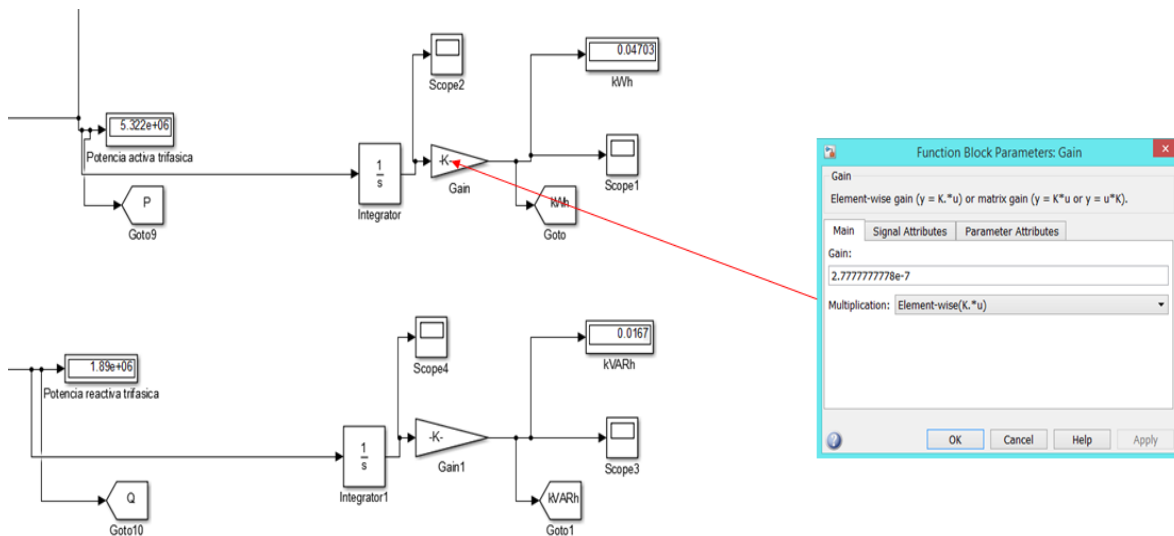 0.04703
kWh
Scope2
5.322e+06
Potencia activa trifasica
1
s
Integrator
-K-
Gain
Scope1
P
Goto9
kWh
Goto
Function Block Parameters: Gain
Gain
Element-wise gain (y = K.*u) or matrix gain (y = K*u or y = u*K).
Main
Signal Attributes
Parameter Attributes
Gain:
2.7777777778e-7
Multiplication: Element-wise(K.*u)
OK
Cancel
Help
Apply
0.0167
kVARh
Scope4
1.89e+06
Potencia reactiva trifasica
1
s
Integrator1
-K-
Gain1
Scope3
Q
Goto10
kVARh
Goto1